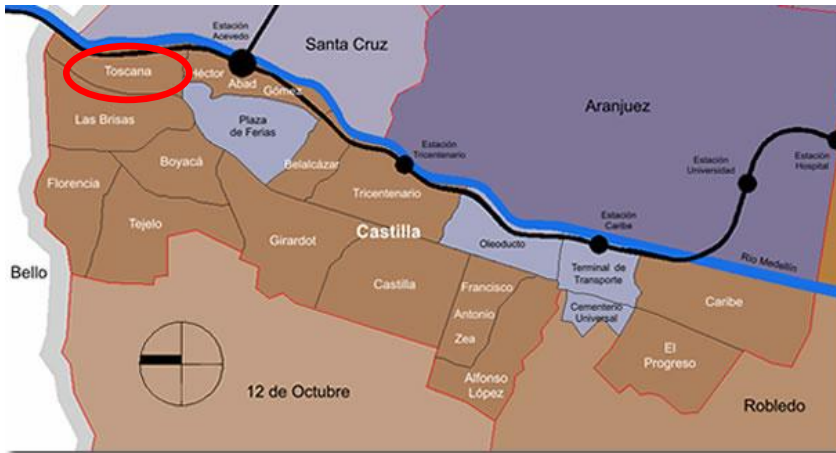 Estación
Acevedo
Santa Cruz
Toscana
Héctor
Abad
Gómez
Aranjuez
Las Brisas
Plaza
de Ferias
Estación
Tricentenario
Estación
Universidad
Estación
Hospital
Boyacá
Belalcázar
Florencia
Tricentenario
Tejelo
Girardot
Castilla
Oleoducto
Estación
Caribe
Río Medellín
Bello
Castilla
Francisco
Antonio
Zea
Terminal de
Transporte
Cementerio
Universal
Caribe
El
Progreso
Alfonso
López
12 de Octubre
Robledo